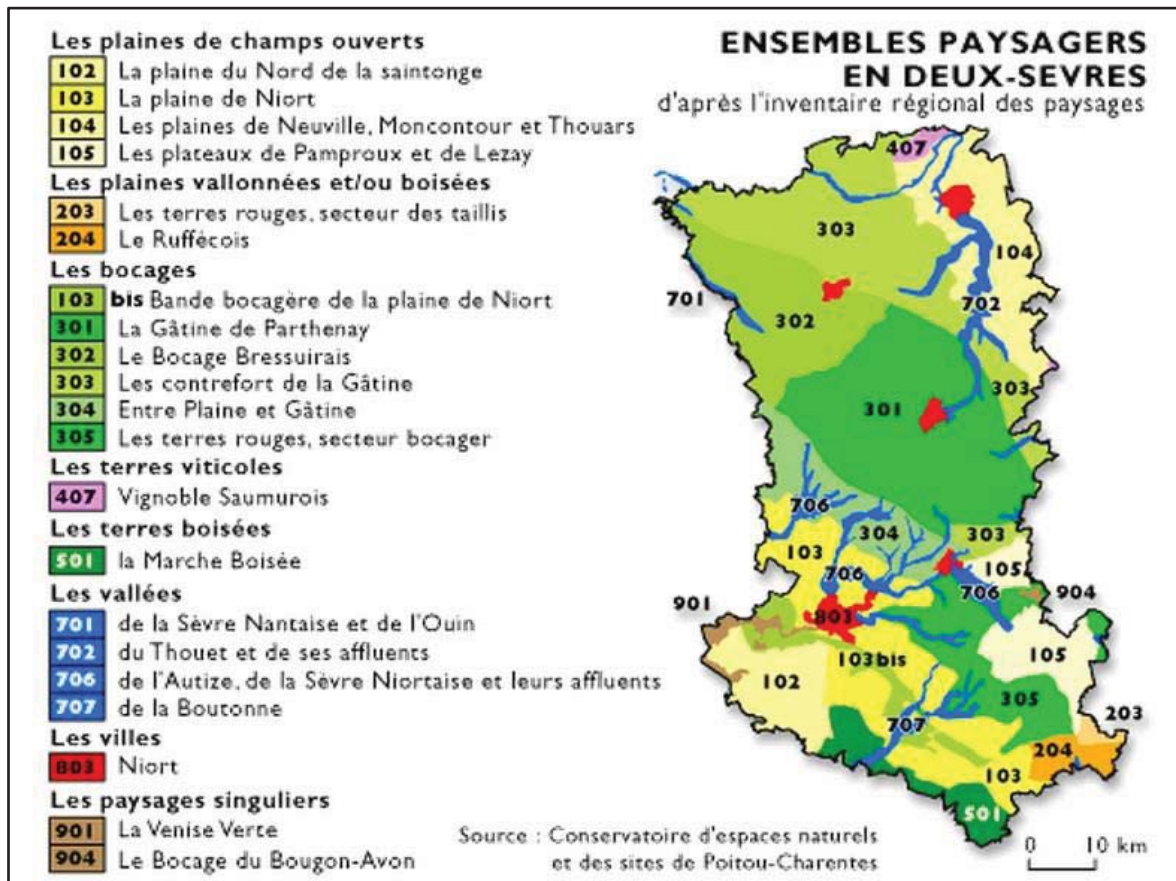 Les plaines de champs ouverts
102 La plaine du Nord de la saintonge
103 La plaine de Niort
104 Les plaines de Neuville, Moncontour et Thouars
105 Les plateaux de Pamproux et de Lezay
Les plaines vallonnées et/ou boisées
203 Les terres rouges, secteur des taillis
204 Le Ruffécois
Les bocages
103 bis Bande bocagère de la plaine de Niort
301 La Gâtine de Parthenay
302 Le Bocage Bressuirais
303 Les contrefort de la Gâtine
304 Entre Plaine et Gâtine
305 Les terres rouges, secteur bocager
Les terres viticoles
407 Vignoble Saumurois
Les terres boisées
501 la Marche Boisée
Les vallées
701 de la Sèvre Nantaise et de l'Ouin
702 du Thouet et de ses affluents
706 de l'Autize, de la Sèvre Niortaise et leurs affluents
707 de la Boutonne
Les villes
803 Niort
Les paysages singuliers
901 La Venise Verte
904 Le Bocage du Bougon-Avon
ENSEMBLES PAYSAGERS
EN DEUX-SEVRES
d'après l'inventaire régional des paysages
407
303
104
701
702
302
303
301
706
304
303
103
105
706
706
904
901
803
103bis
105
102
305
203
707
204
103
501
Source : Conservatoire d'espaces naturels
et des sites de Poitou-Charentes
0 10 km